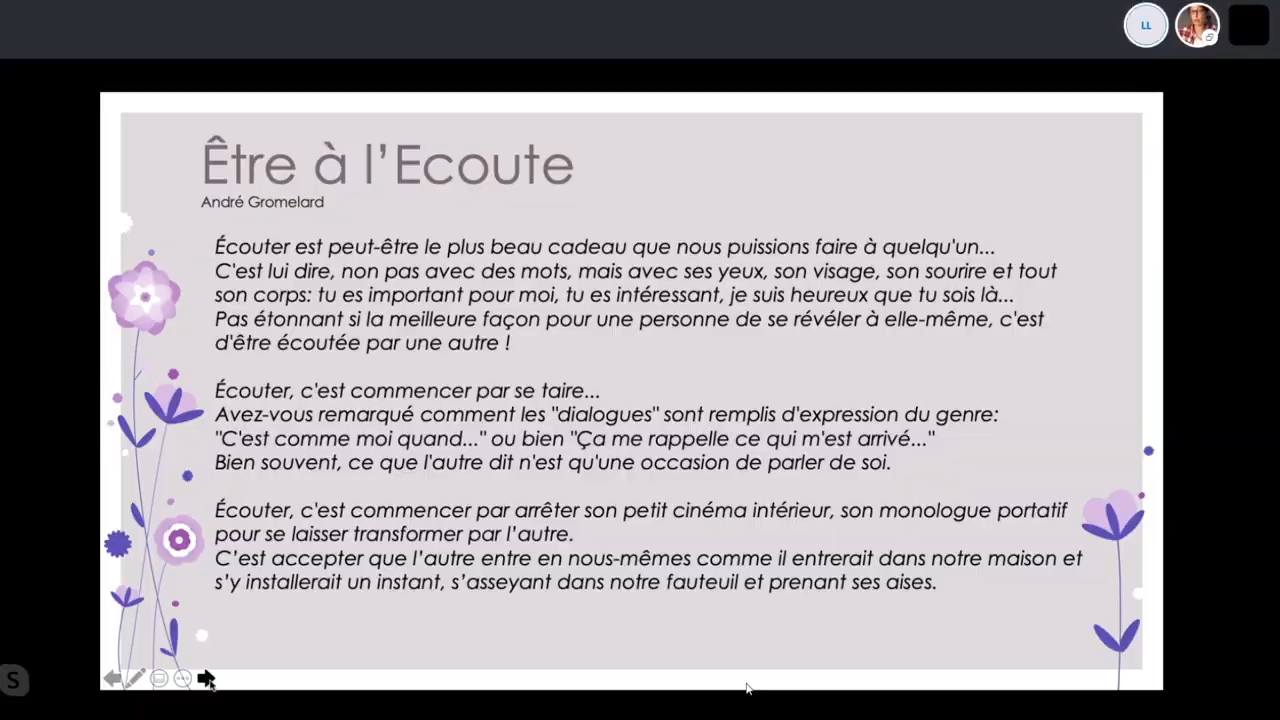 LL
Être à l’Ecoute
André Gromelard
Écouter est peut-être le plus beau cadeau que nous puissions faire à quelqu'un...
C'est lui dire, non pas avec des mots, mais avec ses yeux, son visage, son sourire et tout
son corps: tu es important pour moi, tu es intéressant, je suis heureux que tu sois là...
Pas étonnant si la meilleure façon pour une personne de se révéler à elle-même, c'est
d'être écoutée par une autre !
Écouter, c'est commencer par se taire...
Avez-vous remarqué comment les "dialogues" sont remplis d'expression du genre:
"C'est comme moi quand..." ou bien "Ça me rappelle ce qui m'est arrivé..."
Bien souvent, ce que l'autre dit n'est qu'une occasion de parler de soi.
Écouter, c'est commencer par arrêter son petit cinéma intérieur, son monologue portatif
pour se laisser transformer par l’autre.
C’est accepter que l’autre entre en nous-mêmes comme il entrerait dans notre maison et
s’y installerait un instant, s’asseyant dans notre fauteuil et prenant ses aises.
S